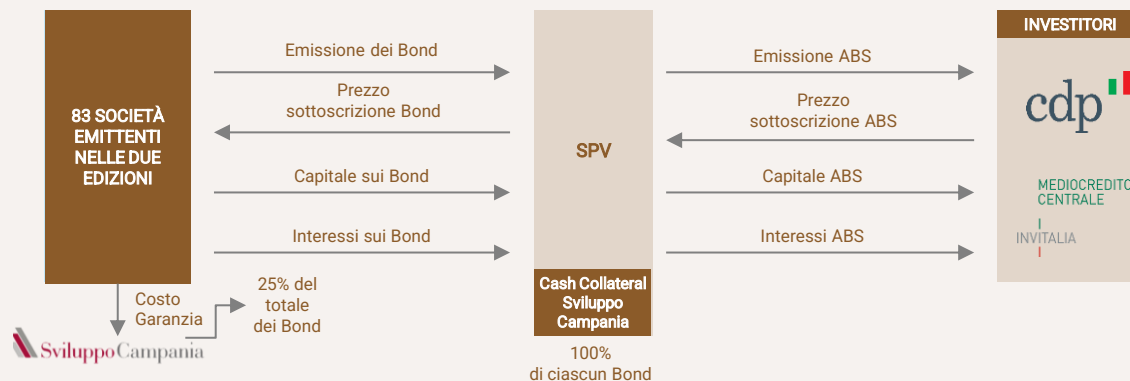 83 SOCIETÀ
EMITTENTI
NELLE DUE
EDIZIONI
Emissione dei Bond
Prezzo
sottoscrizione Bond
Capitale sui Bond
Interessi sui Bond
Costo
Garanzia
25% del
totale
dei Bond
SviluppoCampania
SPV
Cash Collateral
Sviluppo
Campania
100%
di ciascun Bond
Emissione ABS
Prezzo
sottoscrizione ABS
Capitale ABS
Interessi ABS
INVESTITORI
cdp
MEDIOCREDITO
CENTRALE
INVITALIA